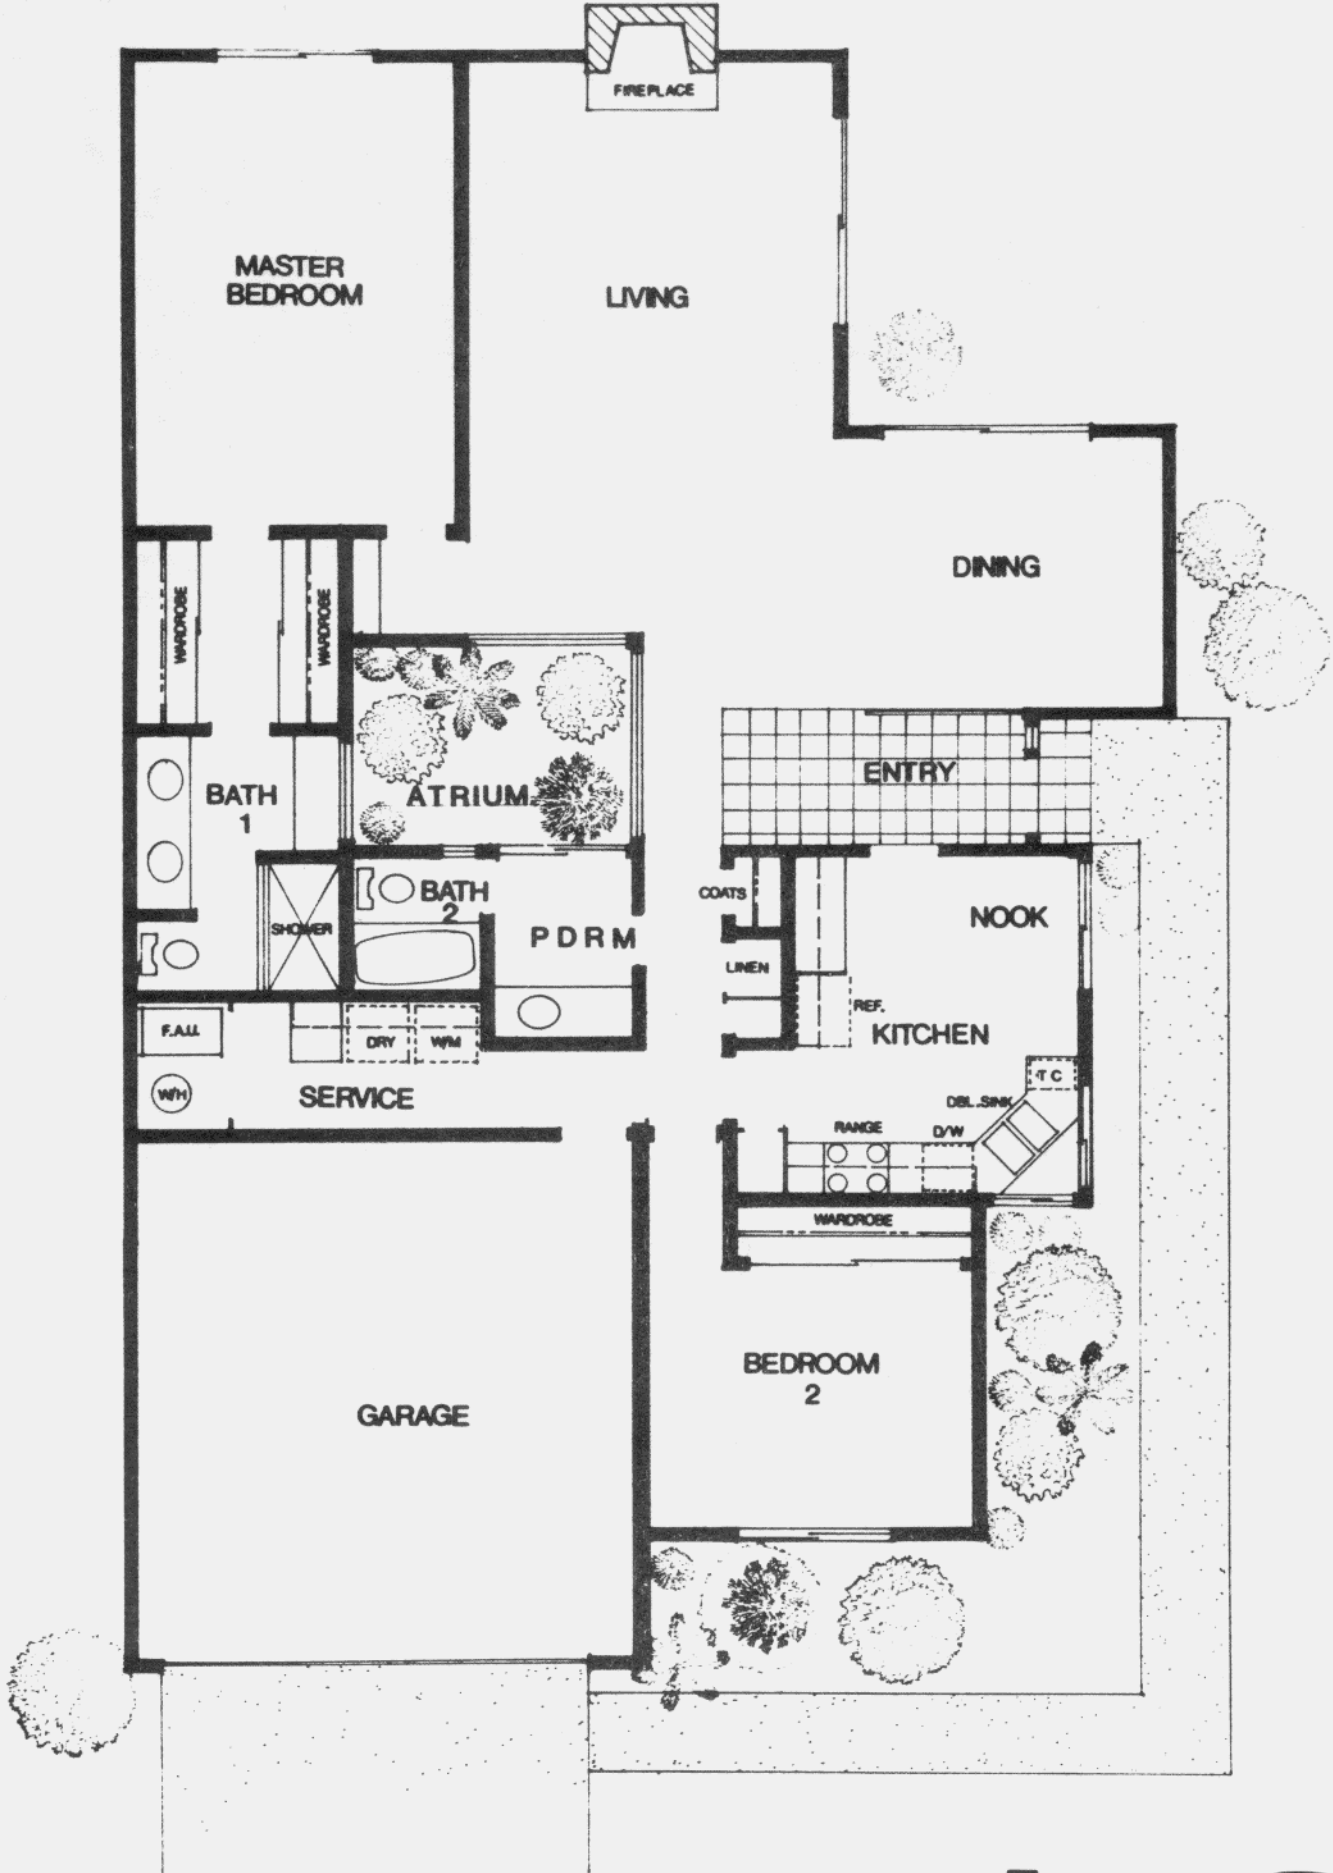 FIREPLACE
MASTER
BEDROOM
LIVING
DINING
WARDROBE
WARDROBE
ENTRY
BATH
1
ATRIUM
COATS
BATH
2
NOOK
SHOWER
PDRM
LINEN
REF.
F.A.U.
DRY
W/M
KITCHEN
T C
W/H
SERVICE
DBL. SINK
RANGE
D/W
WARDROBE
BEDROOM
2
GARAGE